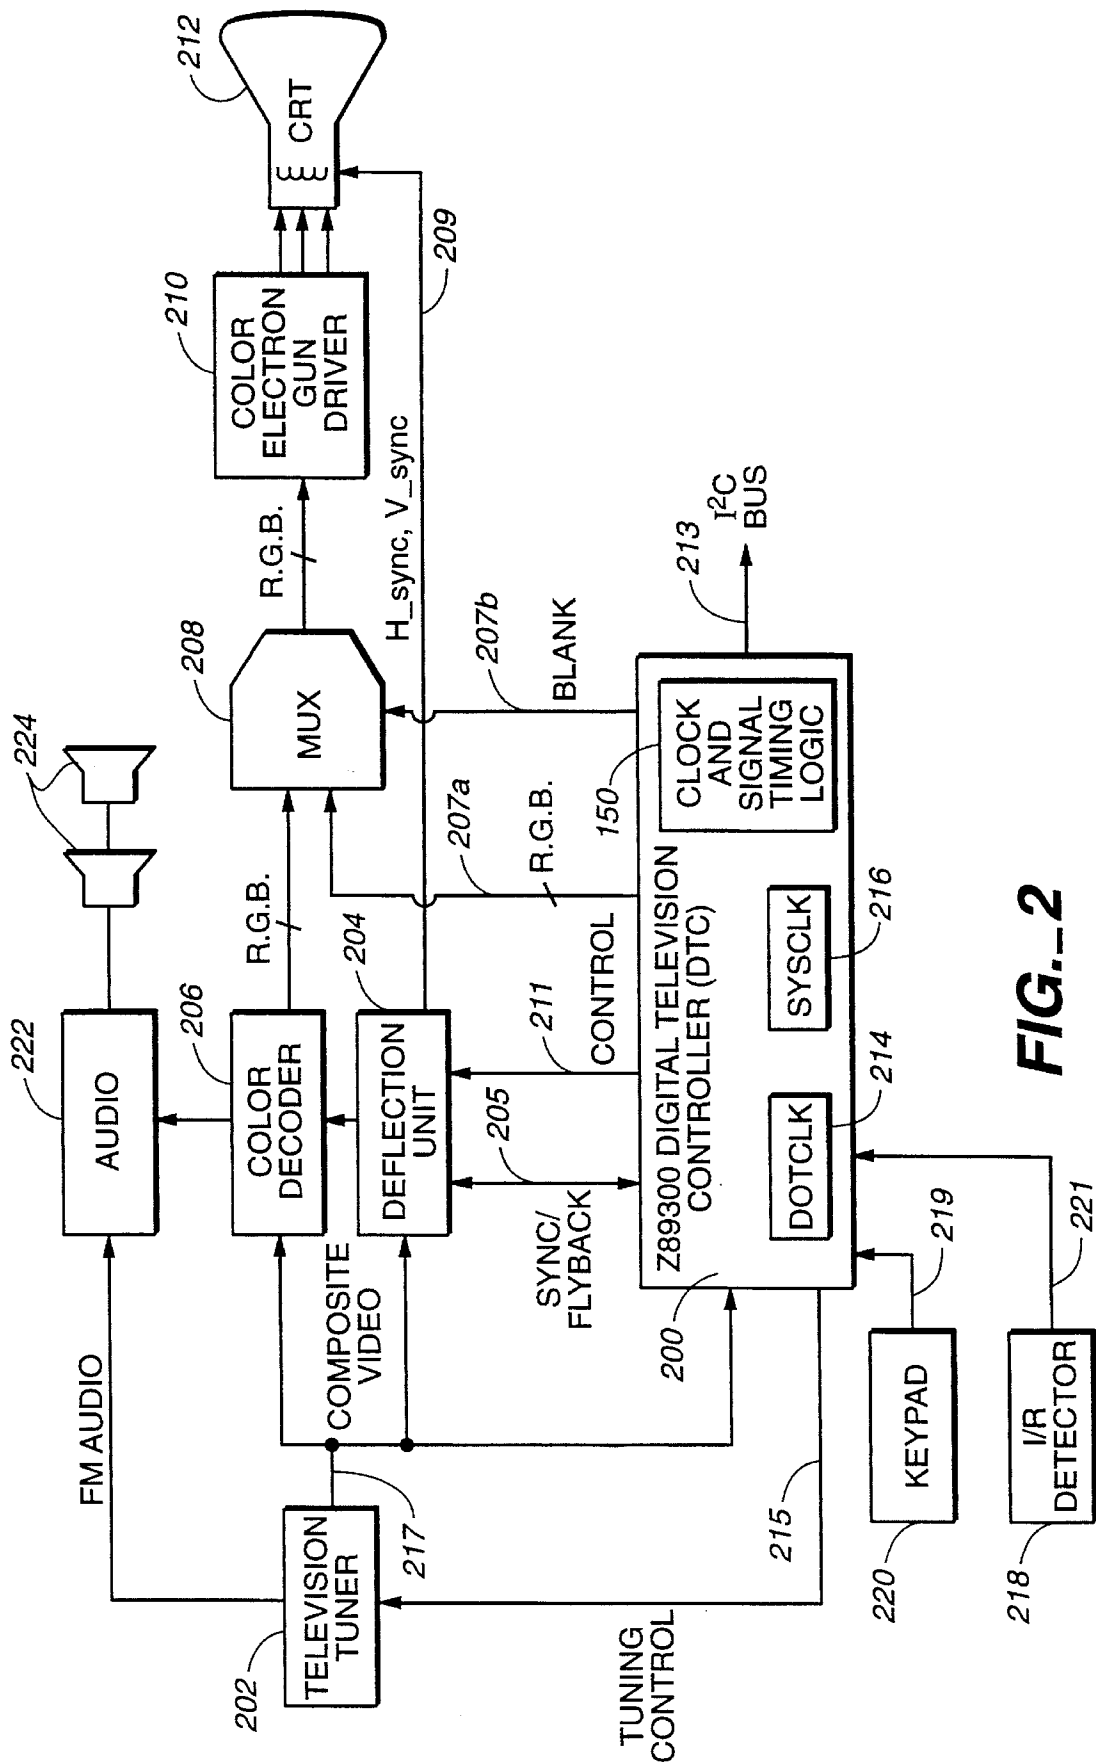 212
CRT
224
210
COLOR
ELECTRON
GUN
DRIVER
209
R.G.B.
H_sync, V_sync
208
MUX
207b
BLANK
213
I²C
BUS
222
AUDIO
206
COLOR
DECODER
R.G.B.
204
DEFLECTION
UNIT
207a
R.G.B.
CONTROL
211
205
SYNC/
FLYBACK
150
CLOCK
AND
SIGNAL
TIMING
LOGIC
Z89300 DIGITAL TELEVISION
CONTROLLER (DTC)
SYSCLK
216
DOTCLK
214
200
FM AUDIO
COMPOSITE
VIDEO
217
202
TELEVISION
TUNER
TUNING
CONTROL
215
219
KEYPAD
220
221
I/R
DETECTOR
218
FIG._2